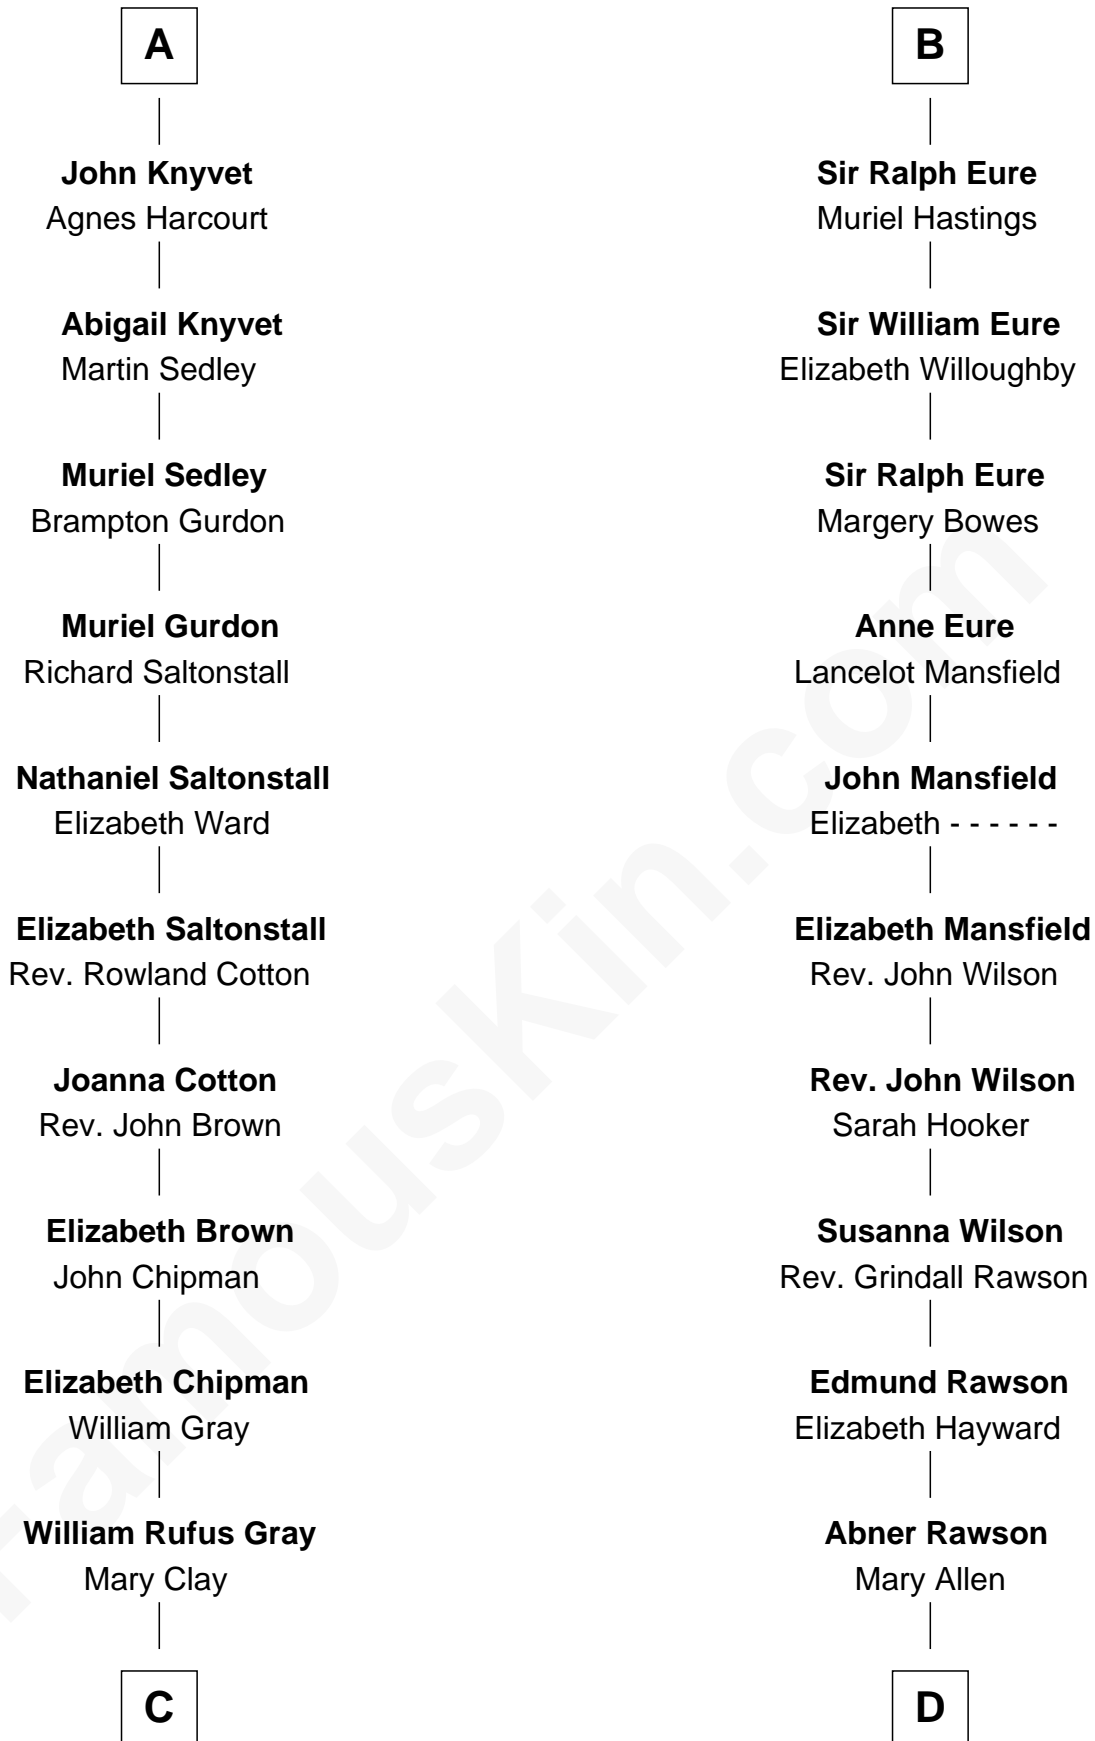 A
John Knyvet
Agnes Harcourt
Abigail Knyvet
Martin Sedley
Muriel Sedley
Brampton Gurdon
Muriel Gurdon
Richard Saltonstall
Nathaniel Saltonstall
Elizabeth Ward
Elizabeth Saltonstall
Rev. Rowland Cotton
Joanna Cotton
Rev. John Brown
Elizabeth Brown
John Chipman
Elizabeth Chipman
William Gray
William Rufus Gray
Mary Clay
C
B
Sir Ralph Eure
Muriel Hastings
Sir William Eure
Elizabeth Willoughby
Sir Ralph Eure
Margery Bowes
Anne Eure
Lancelot Mansfield
John Mansfield
Elizabeth - - - - - -
Elizabeth Mansfield
Rev. John Wilson
Rev. John Wilson
Sarah Hooker
Susanna Wilson
Rev. Grindall Rawson
Edmund Rawson
Elizabeth Hayward
Abner Rawson
Mary Allen
D
FamousKin.com